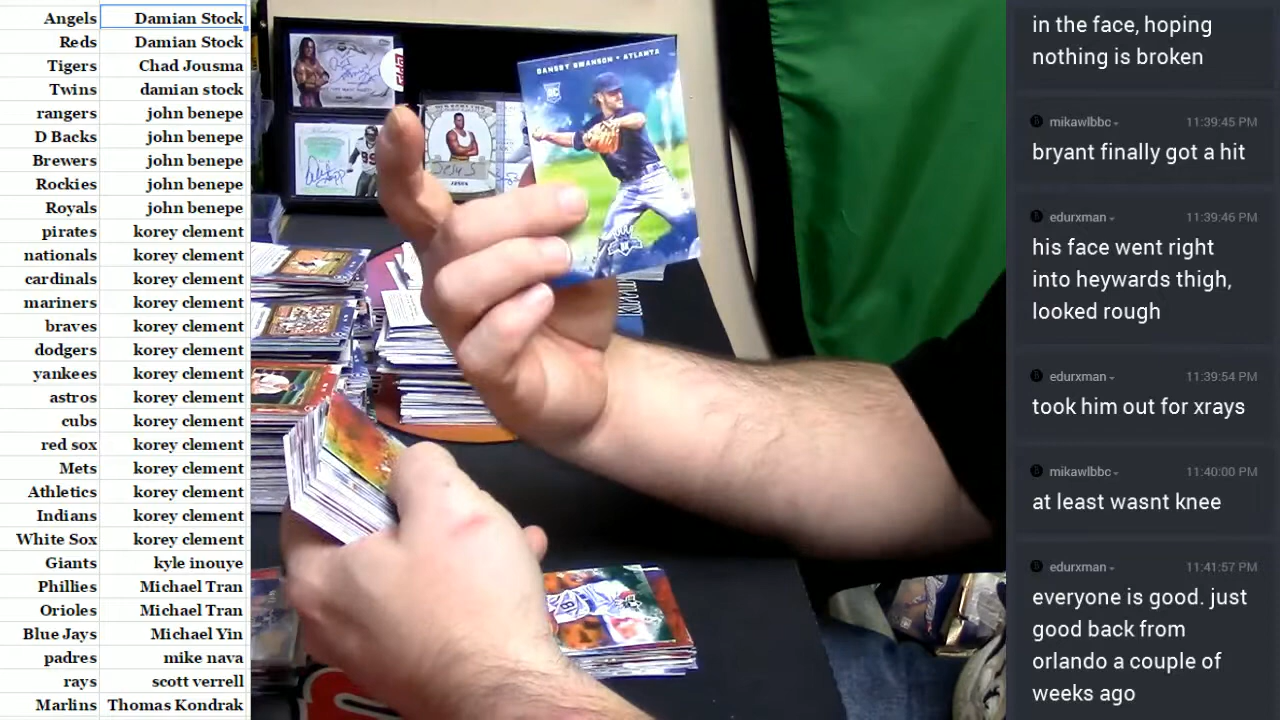 Angels Damian Stock
Reds Damian Stock
Tigers Chad Jousma
Twins damian stock
rangers john benepe
D Backs john benepe
Brewers john benepe
Rockies john benepe
Royals john benepe
pirates korey clement
nationals korey clement
cardinals korey clement
mariners korey clement
braves korey clement
dodgers korey clement
yankees korey clement
astros korey clement
cubs korey clement
red sox korey clement
Mets korey clement
Athletics korey clement
Indians korey clement
White Sox korey clement
Giants kyle inouye
Phillies Michael Tran
Orioles Michael Tran
Blue Jays Michael Yin
padres mike nava
rays scott verrell
Marlins Thomas Kondrak
DANSBY SWANSON • ATLANTA
RC
in the face, hoping
nothing is broken
mikawlbbc 11:39:45 PM
bryant finally got a hit
edurxman 11:39:46 PM
his face went right
into heywards thigh,
looked rough
edurxman 11:39:54 PM
took him out for xrays
mikawlbbc 11:40:00 PM
at least wasnt knee
edurxman 11:41:57 PM
everyone is good. just
good back from
orlando a couple of
weeks ago